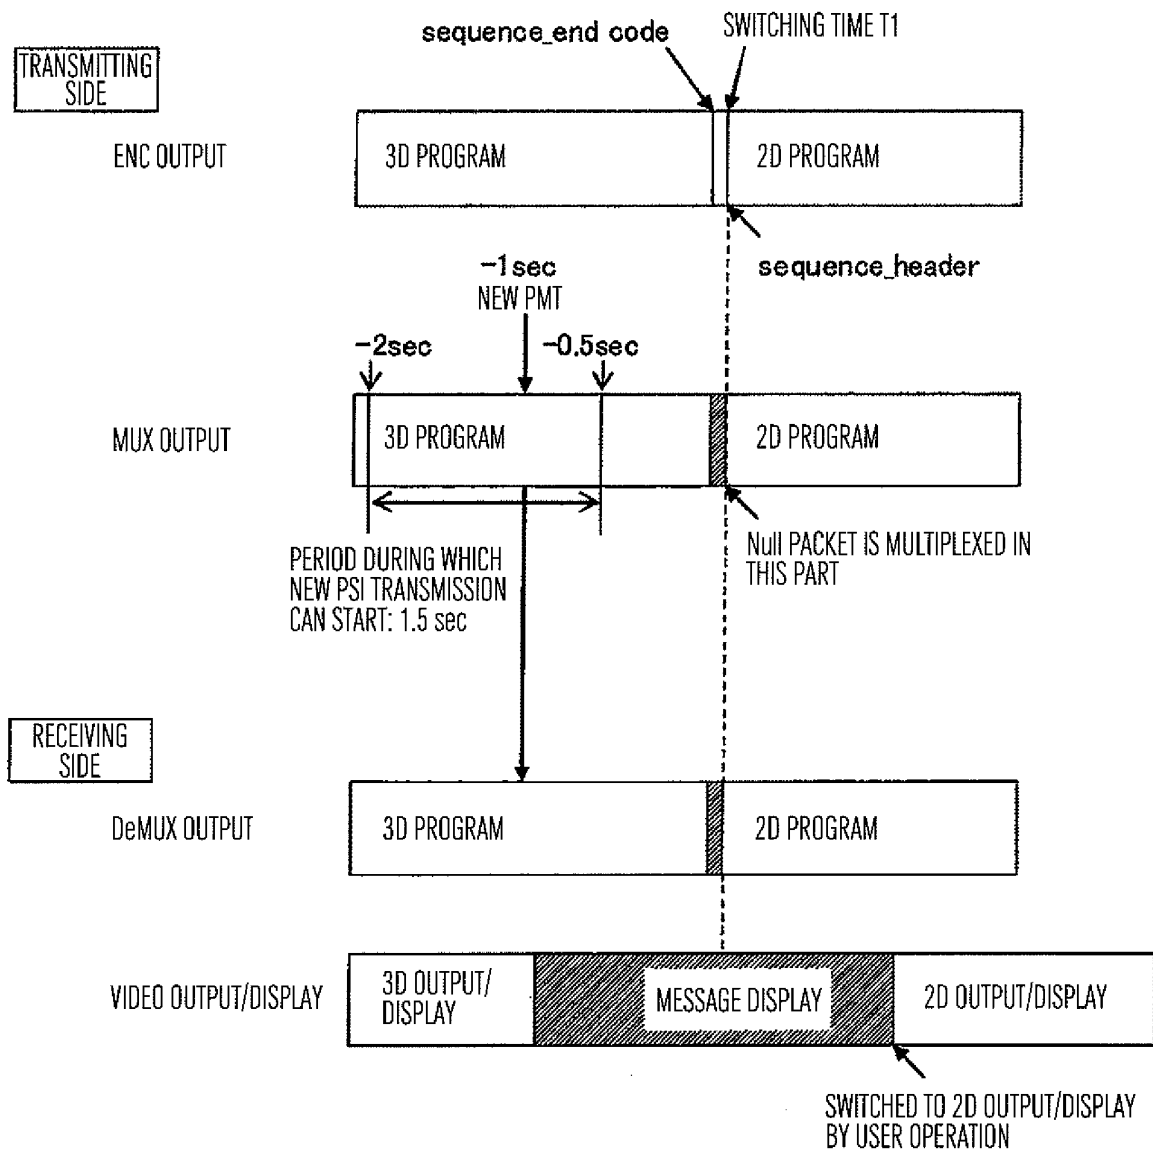 sequence_end code
SWITCHING TIME T1
TRANSMITTING
SIDE
ENC OUTPUT
3D PROGRAM
2D PROGRAM
sequence_header
-1sec
NEW PMT
-2sec
-0.5sec
MUX OUTPUT
3D PROGRAM
2D PROGRAM
PERIOD DURING WHICH
NEW PSI TRANSMISSION
CAN START: 1.5 sec
Null PACKET IS MULTIPLEXED IN
THIS PART
RECEIVING
SIDE
DeMUX OUTPUT
3D PROGRAM
2D PROGRAM
VIDEO OUTPUT/DISPLAY
3D OUTPUT/
DISPLAY
MESSAGE DISPLAY
2D OUTPUT/DISPLAY
SWITCHED TO 2D OUTPUT/DISPLAY
BY USER OPERATION